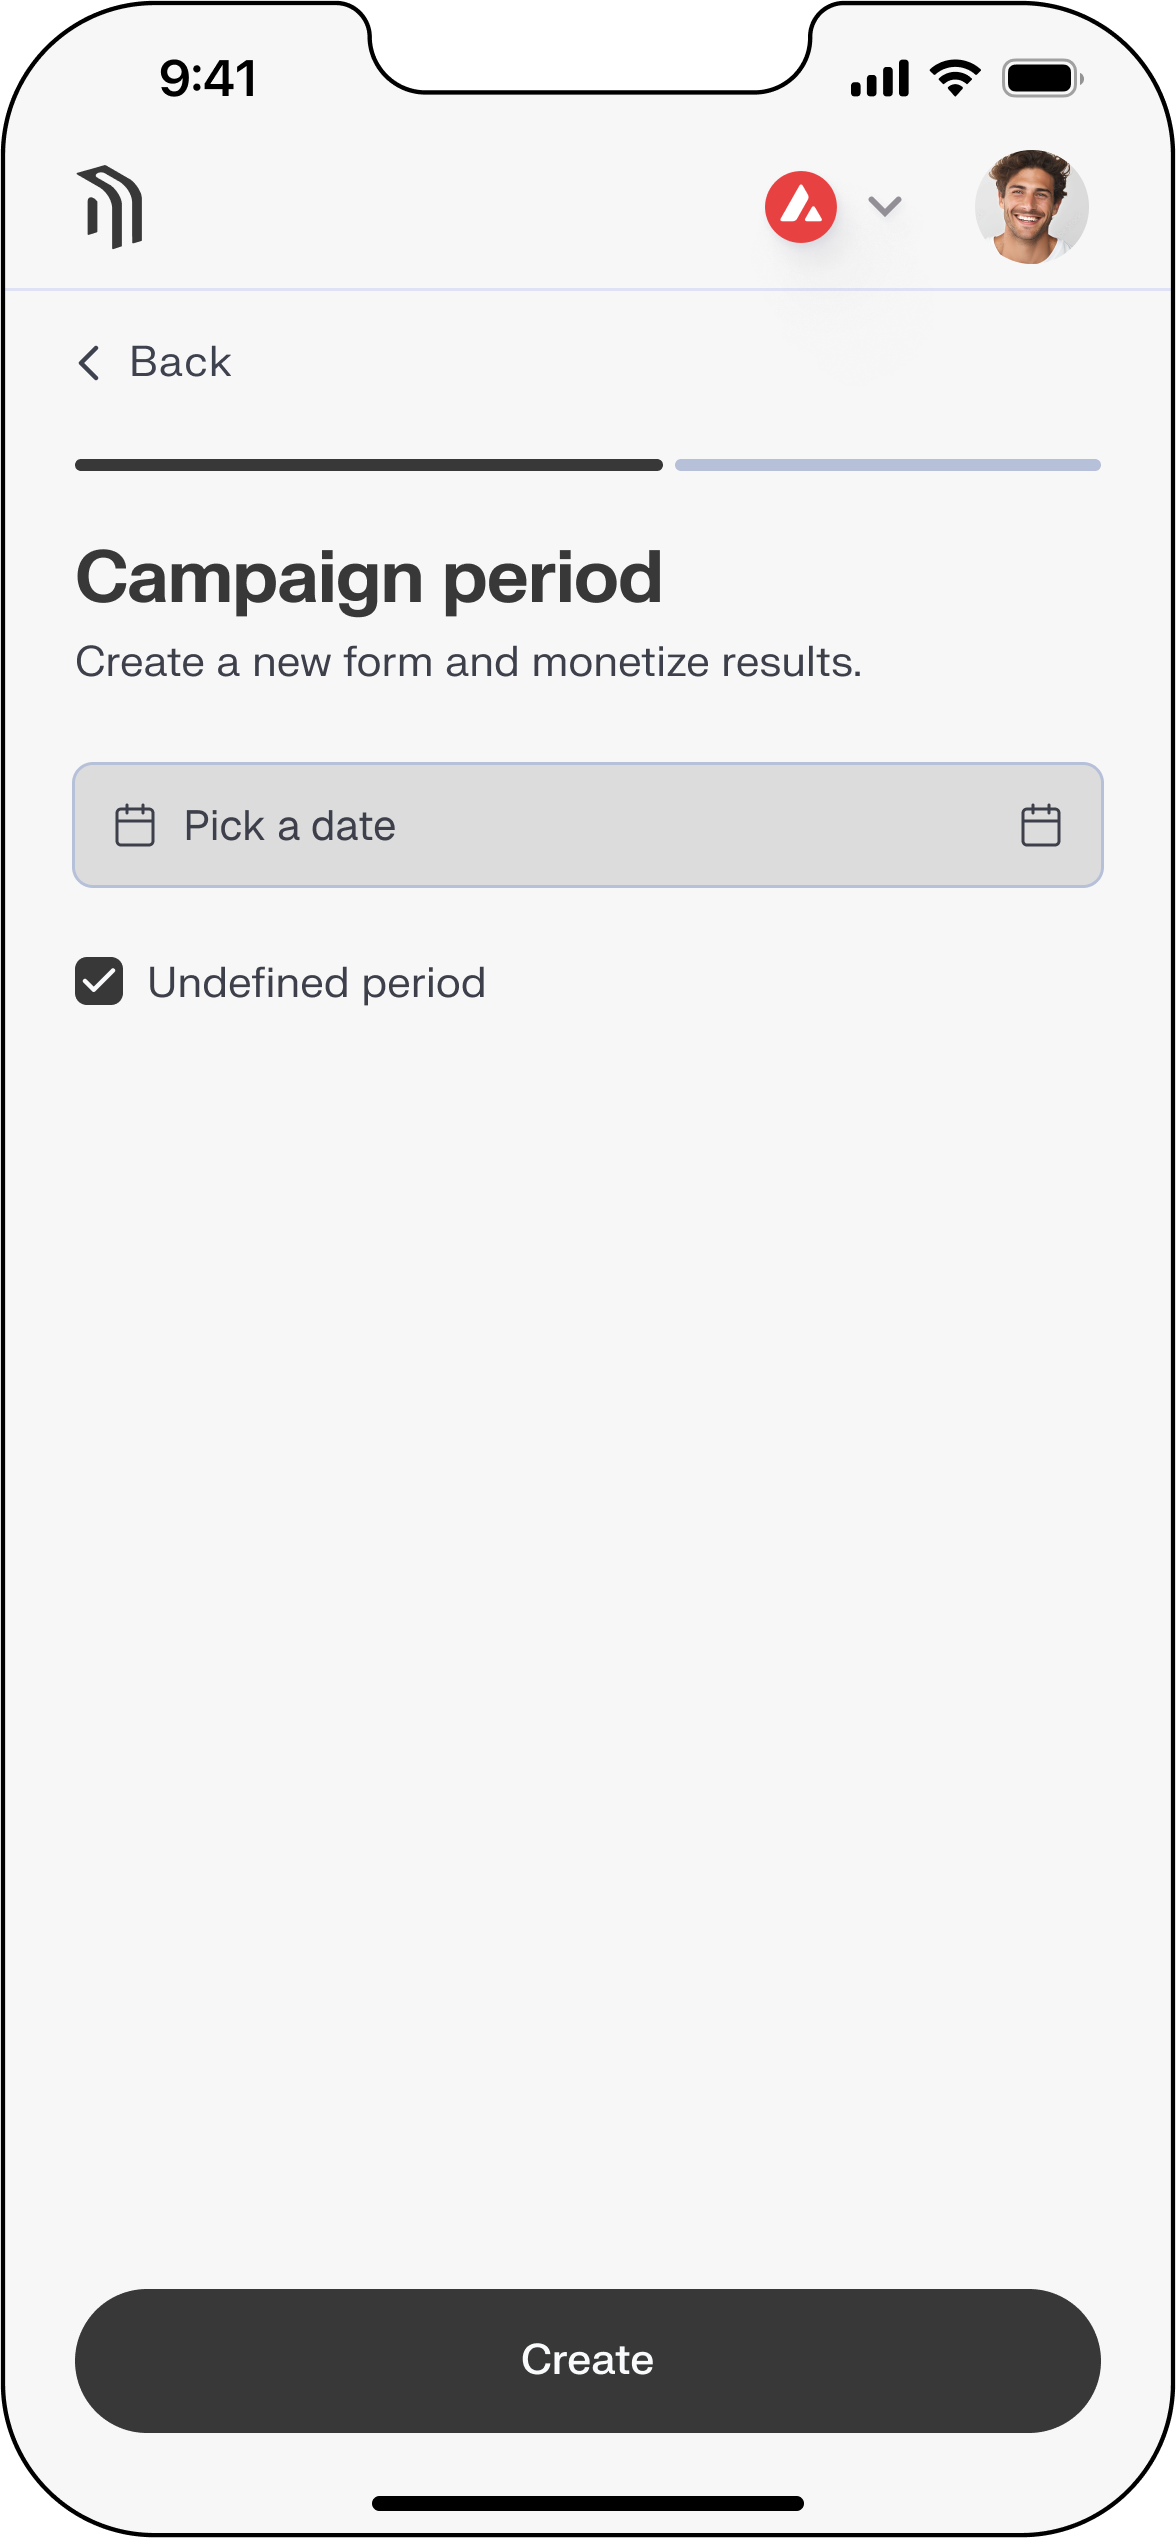 9:41
Back
Campaign period
Create a new form and monetize results.
Pick a date
Undefined period
Create